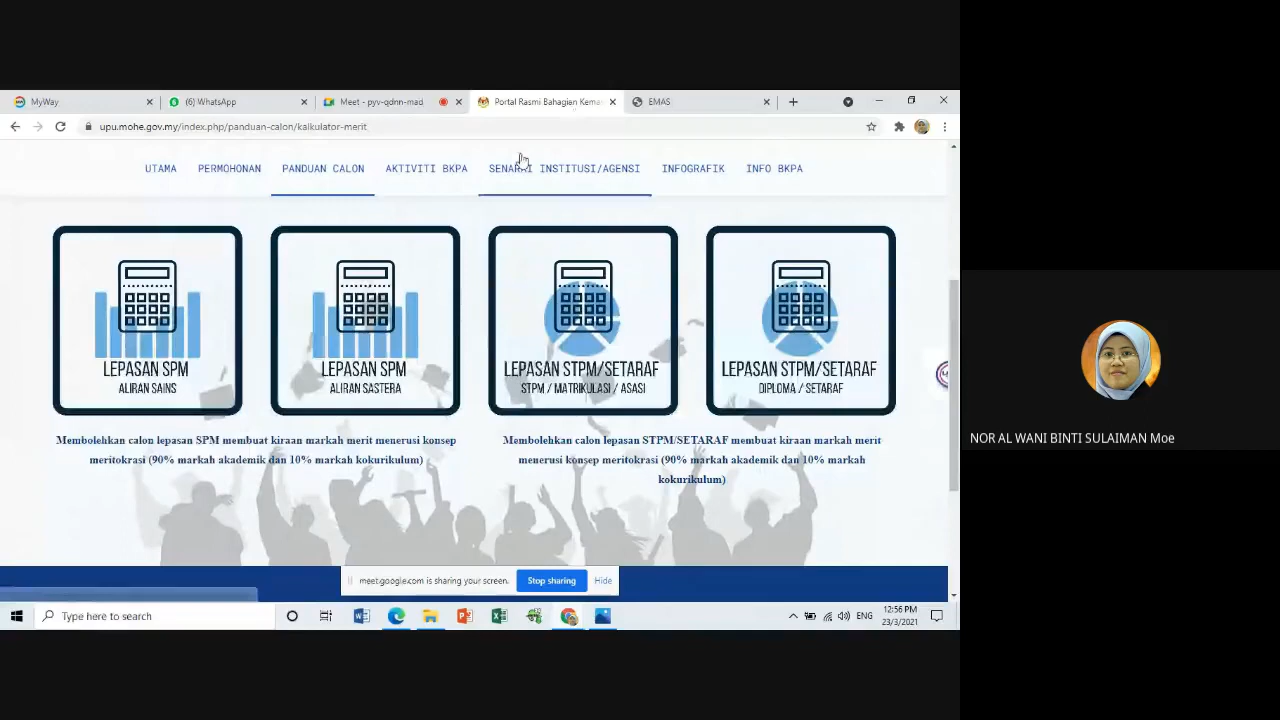 MyWay
(6) WhatsApp
Meet - pyv-qdnn-mad
Portal Rasmi Bahagian Kema
EMAS
upu.mohe.gov.my/index.php/panduan-calon/kalkulator-merit
UTAMA
PERMOHONAN
PANDUAN CALON
AKTIVITI BKPA
SENARAI INSTITUSI/AGENSI
INFOGRAFIK
INFO BKPA
LEPASAN SPM
ALIRAN SAINS
LEPASAN SPM
ALIRAN SASTERA
LEPASAN STPM/SETARAF
STPM / MATRIKULASI / ASASI
LEPASAN STPM/SETARAF
DIPLOMA / SETARAF
Membolehkan calon lepasan SPM membuat kiraan markah merit menerusi konsep
meritokrasi (90% markah akademik dan 10% markah kokurikulum)
Membolehkan calon lepasan STPM/SETARAF membuat kiraan markah merit
menerusi konsep meritokrasi (90% markah akademik dan 10% markah
kokurikulum)
NOR AL WANI BINTI SULAIMAN Moe
meet.google.com is sharing your screen.
Stop sharing
Hide
Type here to search
ENG
12:56 PM
23/3/2021